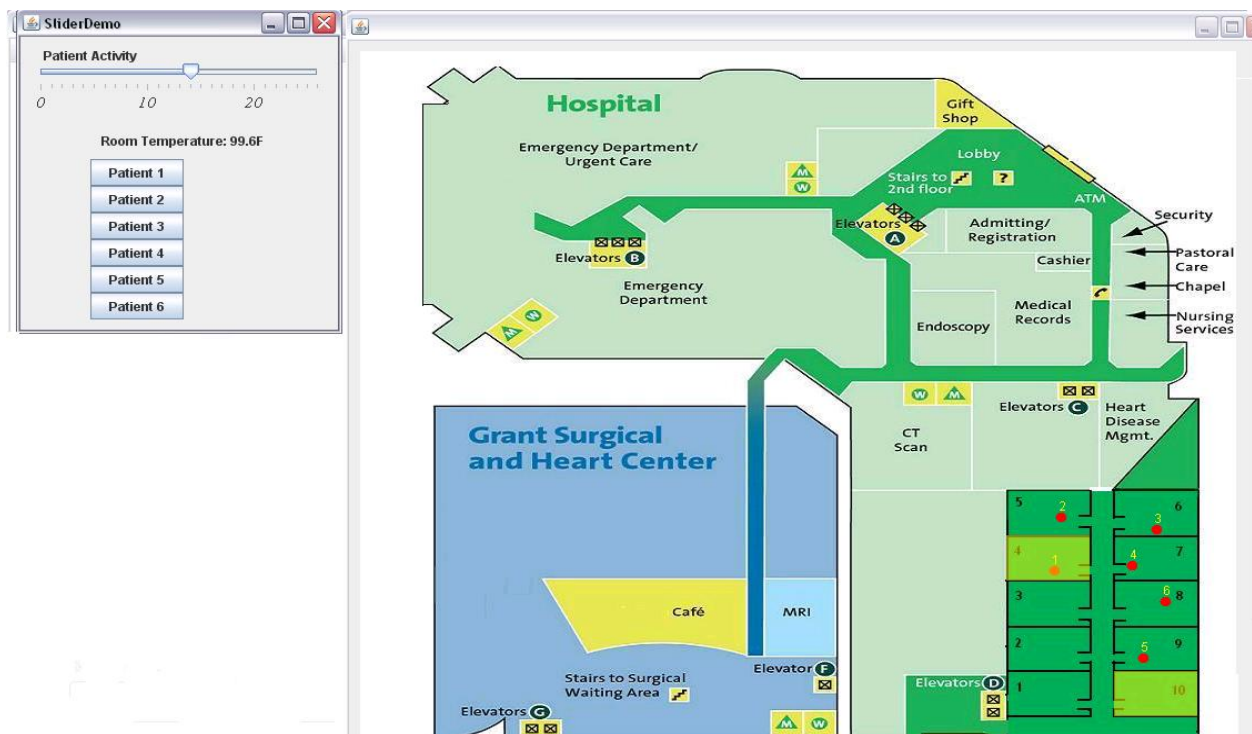 SliderDemo
Patient Activity
0 10 20
Room Temperature: 99.6F
Patient 1
Patient 2
Patient 3
Patient 4
Patient 5
Patient 6
Hospital
Gift
Shop
Emergency Department/
Urgent Care
M
W
Lobby
Stairs to
2nd floor
?
ATM
Elevators
A
Admitting/
Registration
Cashier
Security
Pastoral
Care
Chapel
Nursing
Services
Elevators B
Emergency
Department
M W
Endoscopy
Medical
Records
W M
Elevators C
Heart
Disease
Mgmt.
CT
Scan
Grant Surgical
and Heart Center
Café
MRI
Stairs to Surgical
Waiting Area
Elevator F
Elevators G
M W
Elevators D
5 2
4 1
3
2
1
6 3
7 4
8 6
9 5
10